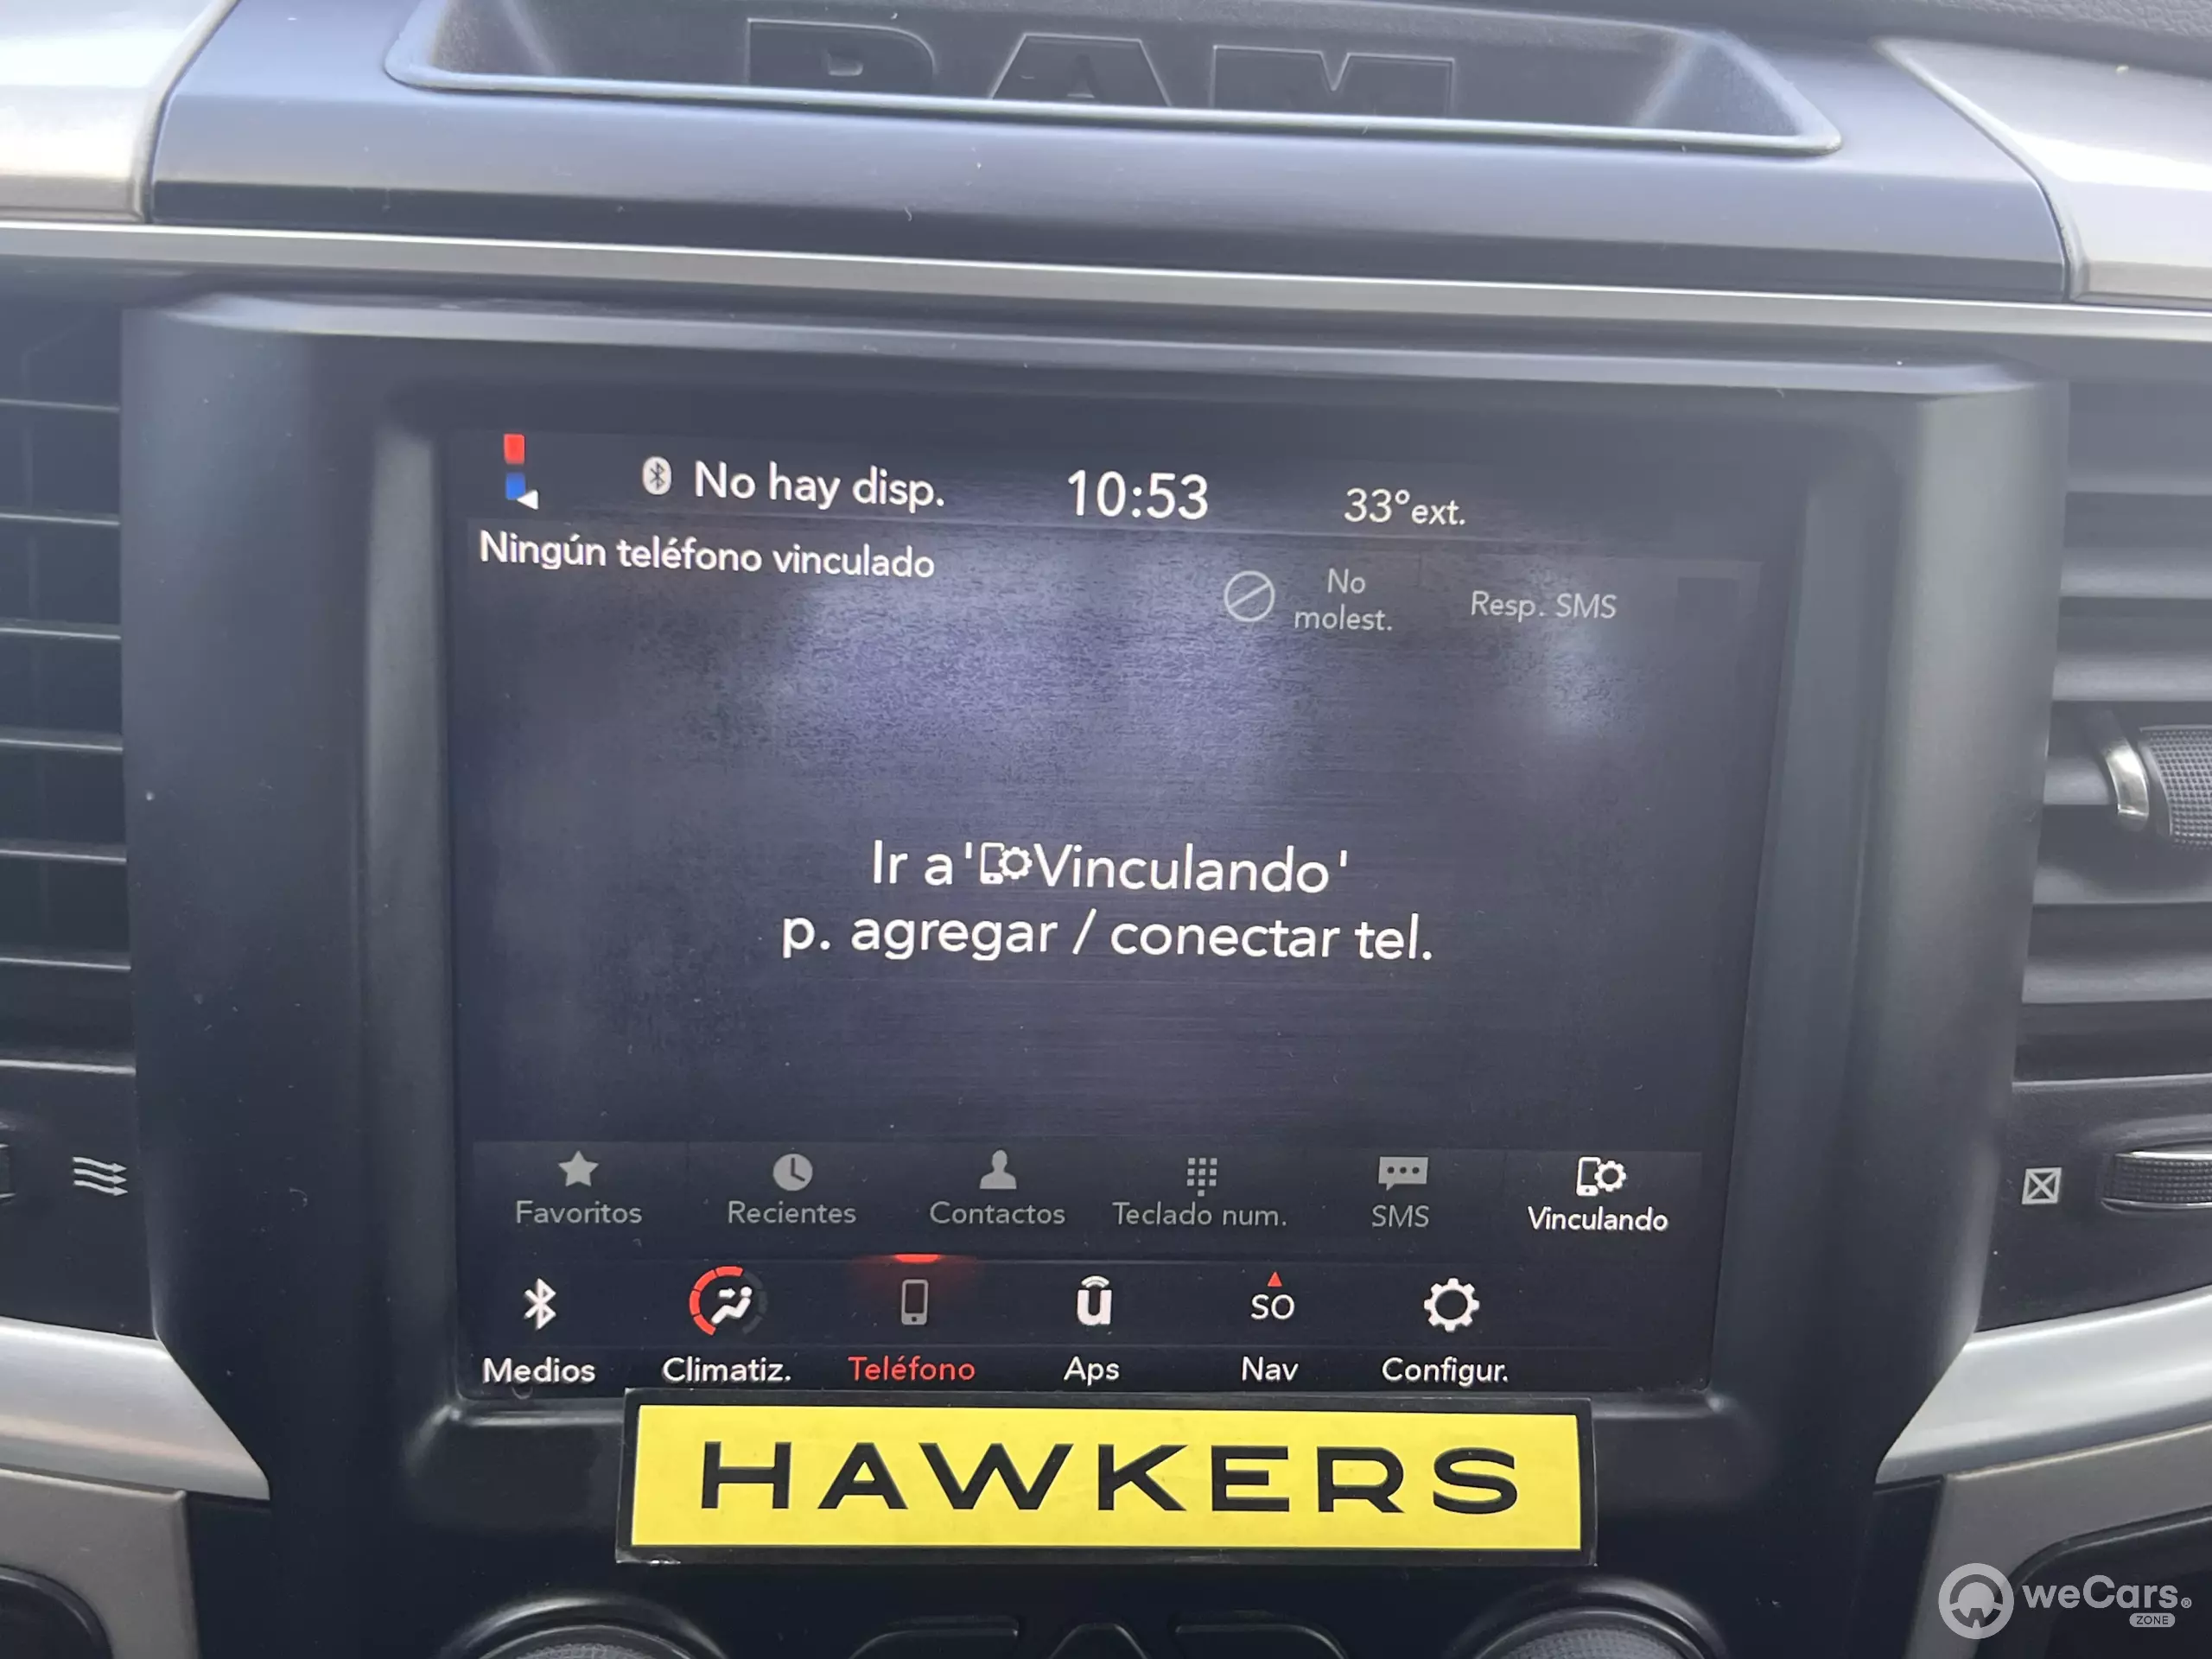 RAM
No hay disp.
10:53
33° ext.
Ningún teléfono vinculado
No
molest.
Resp. SMS
Ir a 'Vinculando'
p. agregar / conectar tel.
Favoritos
Recientes
Contactos
Teclado num.
SMS
Vinculando
SO
Medios
Climatiz.
Teléfono
Aps
Nav
Configur.
HAWKERS
weCars®
ZONE